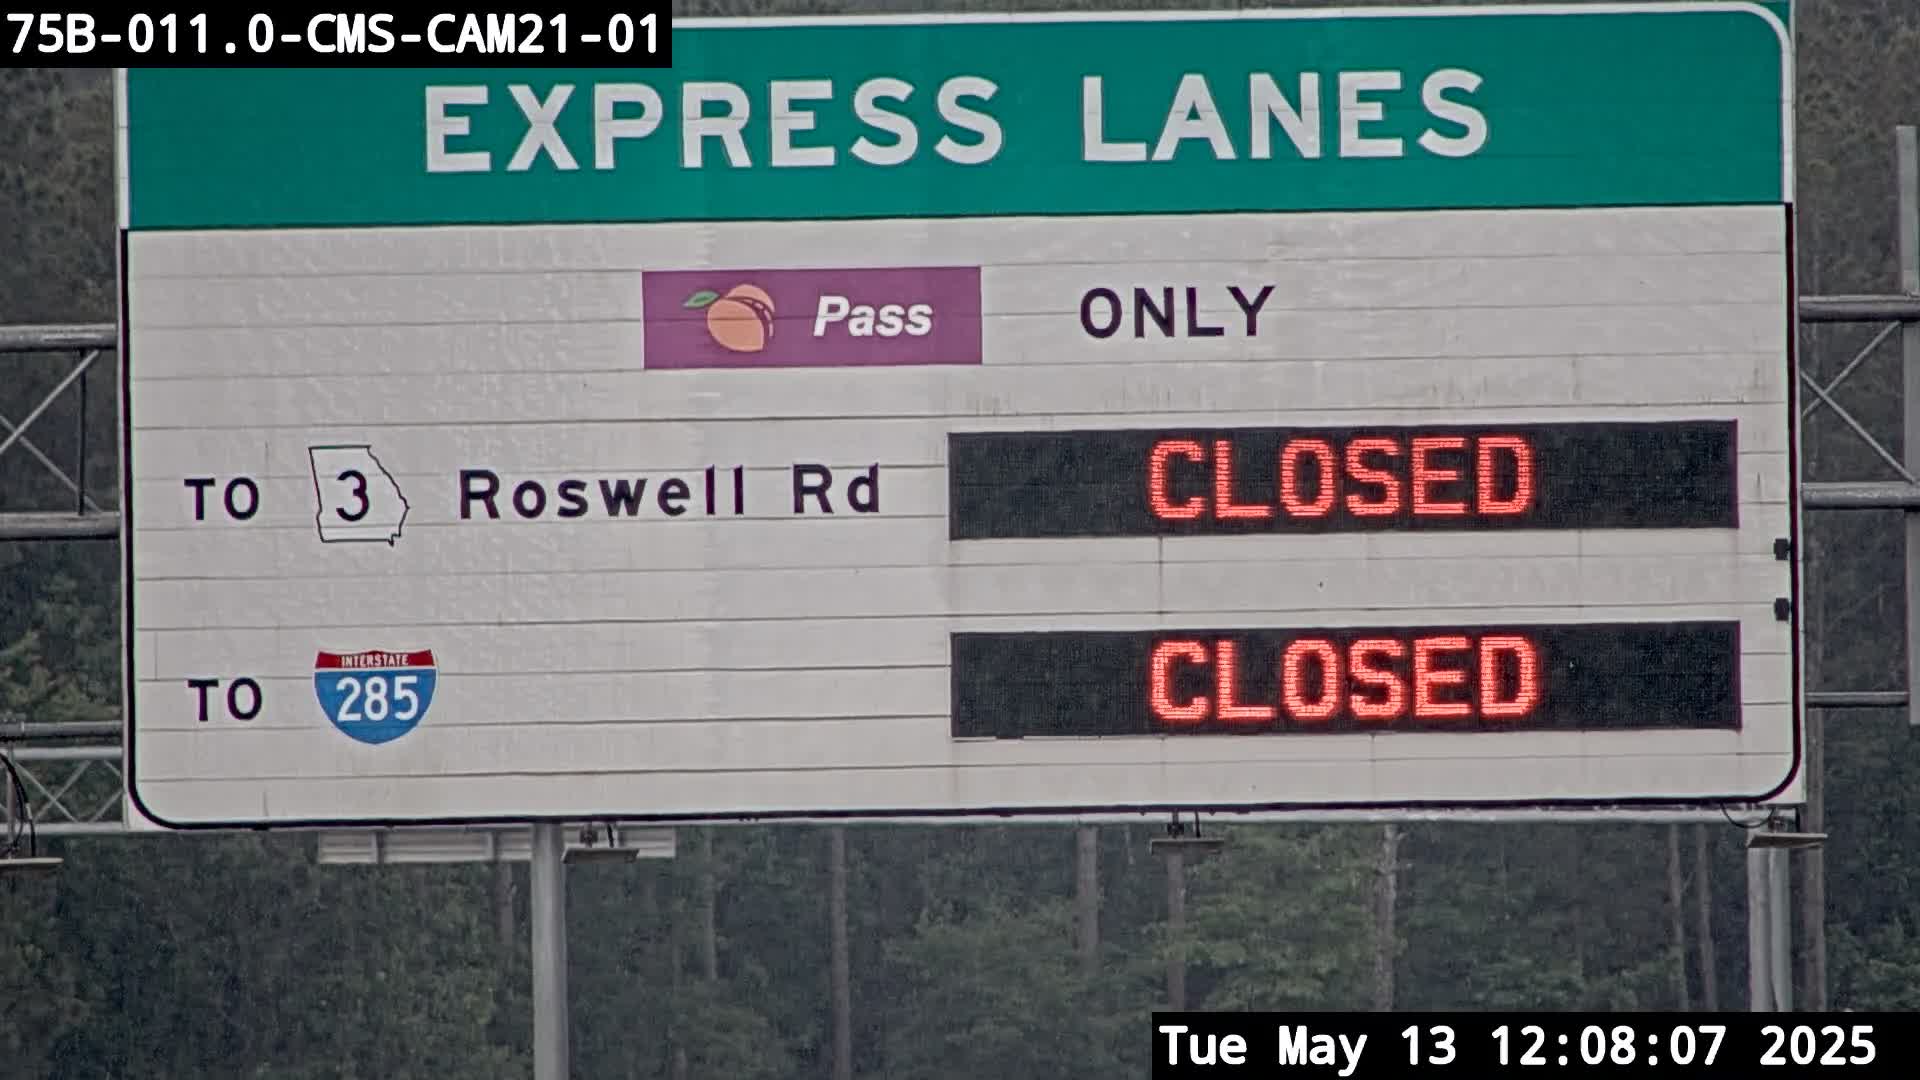 75B-011.0-CMS-CAM21-01
EXPRESS LANES
Pass ONLY
TO 3 Roswell Rd CLOSED
INTERSTATE
TO 285 CLOSED
Tue May 13 12:08:07 2025